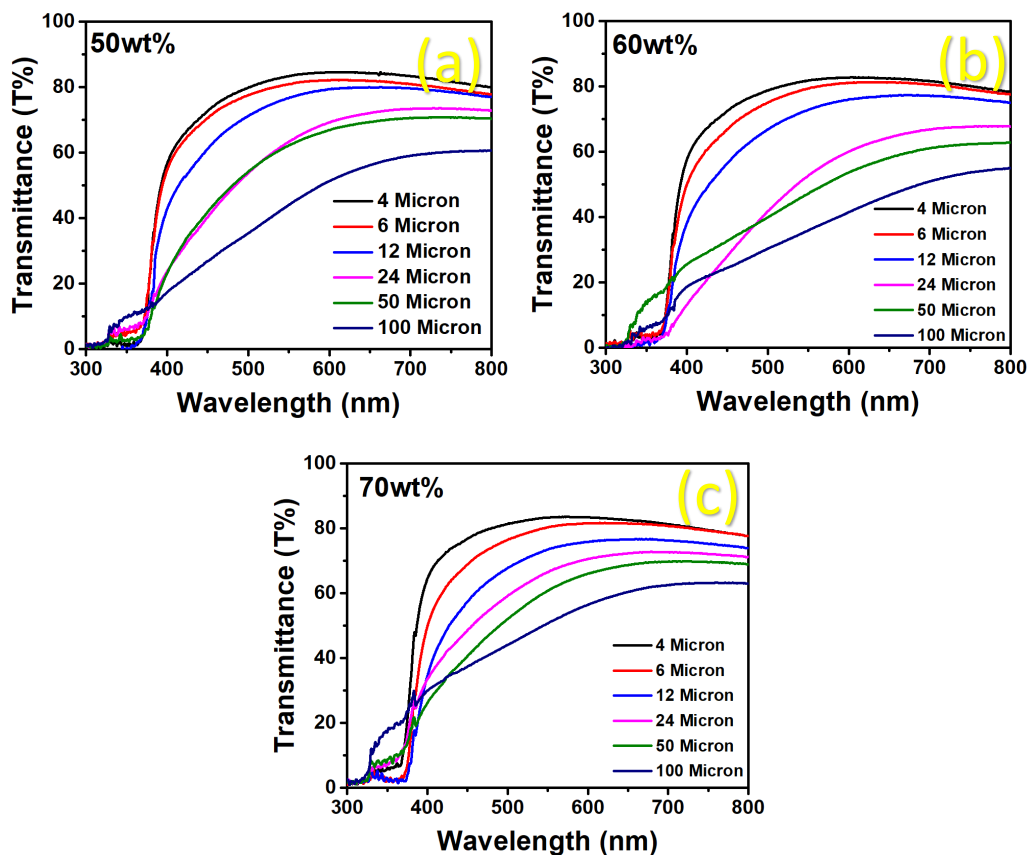 50wt%
(a)
Transmittance (T%)
100
80
60
40
20
0
4 Micron
6 Micron
12 Micron
24 Micron
50 Micron
100 Micron
300 400 500 600 700 800
Wavelength (nm)
60wt%
(b)
Transmittance (T%)
100
80
60
40
20
0
4 Micron
6 Micron
12 Micron
24 Micron
50 Micron
100 Micron
300 400 500 600 700 800
Wavelength (nm)
70wt%
(c)
Transmittance (T%)
100
80
60
40
20
0
4 Micron
6 Micron
12 Micron
24 Micron
50 Micron
100 Micron
300 400 500 600 700 800
Wavelength (nm)